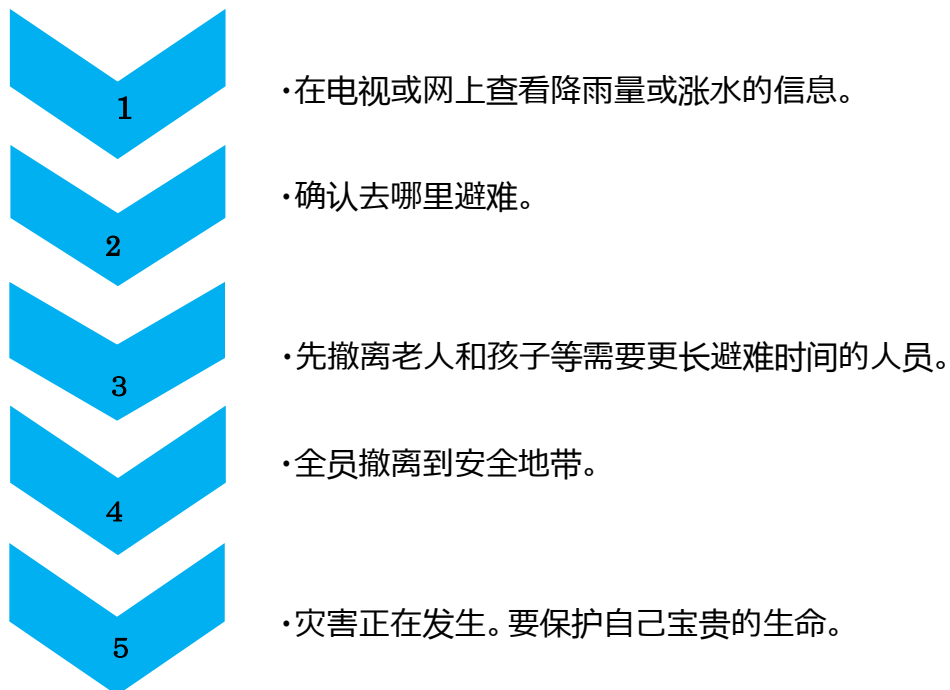 1
·在电视或网上查看降雨量或涨水的信息。
2
·确认去哪里避难。
3
·先撤离老人和孩子等需要更长避难时间的人员。
4
·全员撤离到安全地带。
5
·灾害正在发生。要保护自己宝贵的生命。